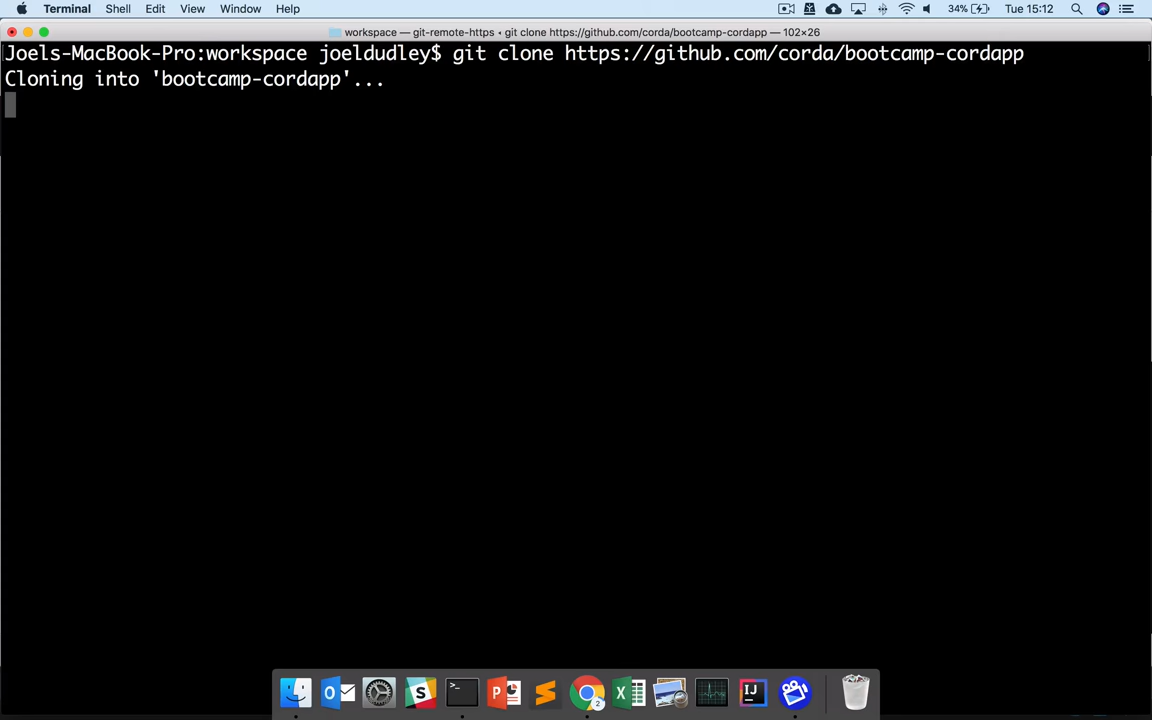 Terminal Shell Edit View Window Help 34% Tue 15:12
workspace — git-remote-https • git clone https://github.com/corda/bootcamp-cordapp — 102×26
Joels-MacBook-Pro:workspace joeldudley$ git clone https://github.com/corda/bootcamp-cordapp
Cloning into 'bootcamp-cordapp'...